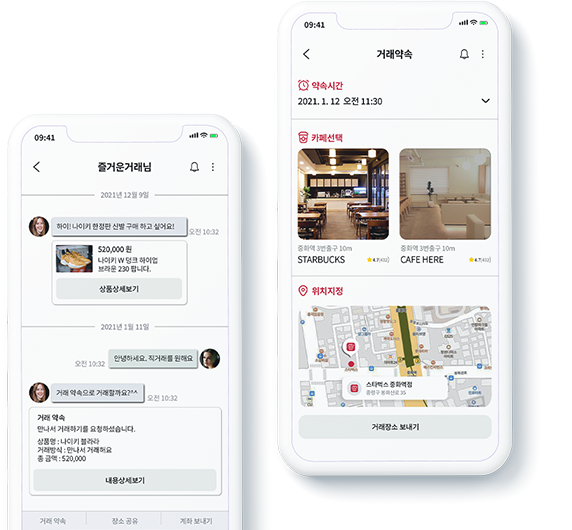 09:41
즐거운거래님
2021년 12월 9일
하이! 나이키 한정판 신발 구매 하고 싶어요!
오전 10:32
520,000 원
나이키 W 덩크 하이업
브라운 230 팝니다.
상품상세보기
2021년 1월 11일
오전 10:32
안녕하세요. 직거래를 원해요
거래 약속으로 거래할까요?^^
오전 10:32
거래 약속
만나서 거래하기를 요청하셨습니다.
상품명 : 나이키 블라라
거래방식 : 만나서 거래허요
총 금액 : 520,000
내용상세보기
거래 약속
장소 공유
계좌 보내기
09:41
거래약속
약속시간
2021. 1. 12 오전 11:30
카페선택
중화역 3번출구 10m
STARBUCKS
4.7
중화역 3번출구 10m
CAFE HERE
4.7
위치지정
스타벅스 중화역점
중랑구 봉화산로 35
거래장소 보내기